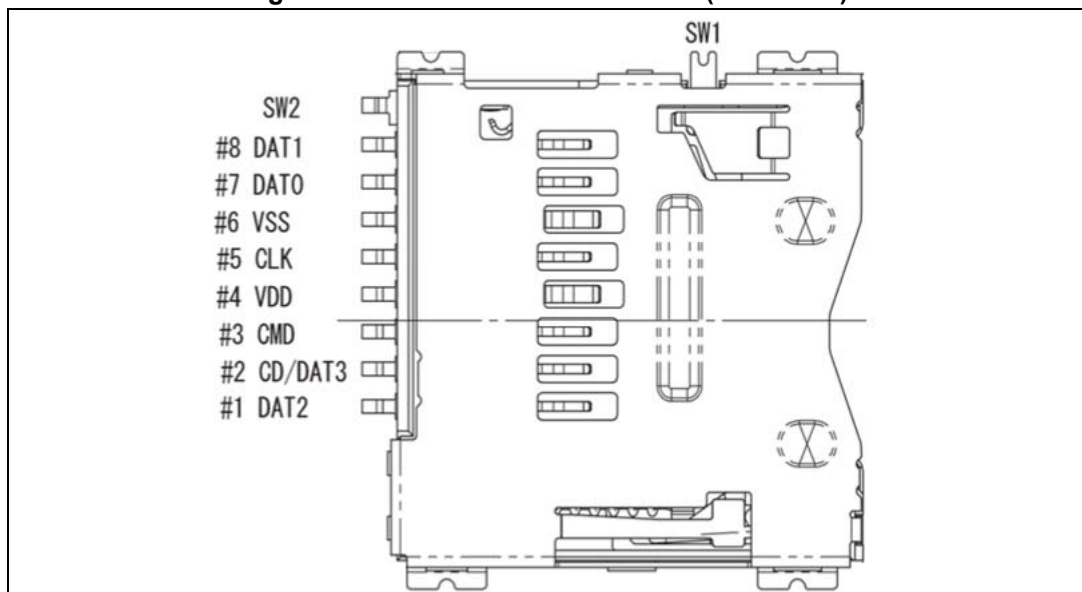 SW1
SW2
#8 DAT1
#7 DAT0
#6 VSS
#5 CLK
#4 VDD
#3 CMD
#2 CD/DAT3
#1 DAT2